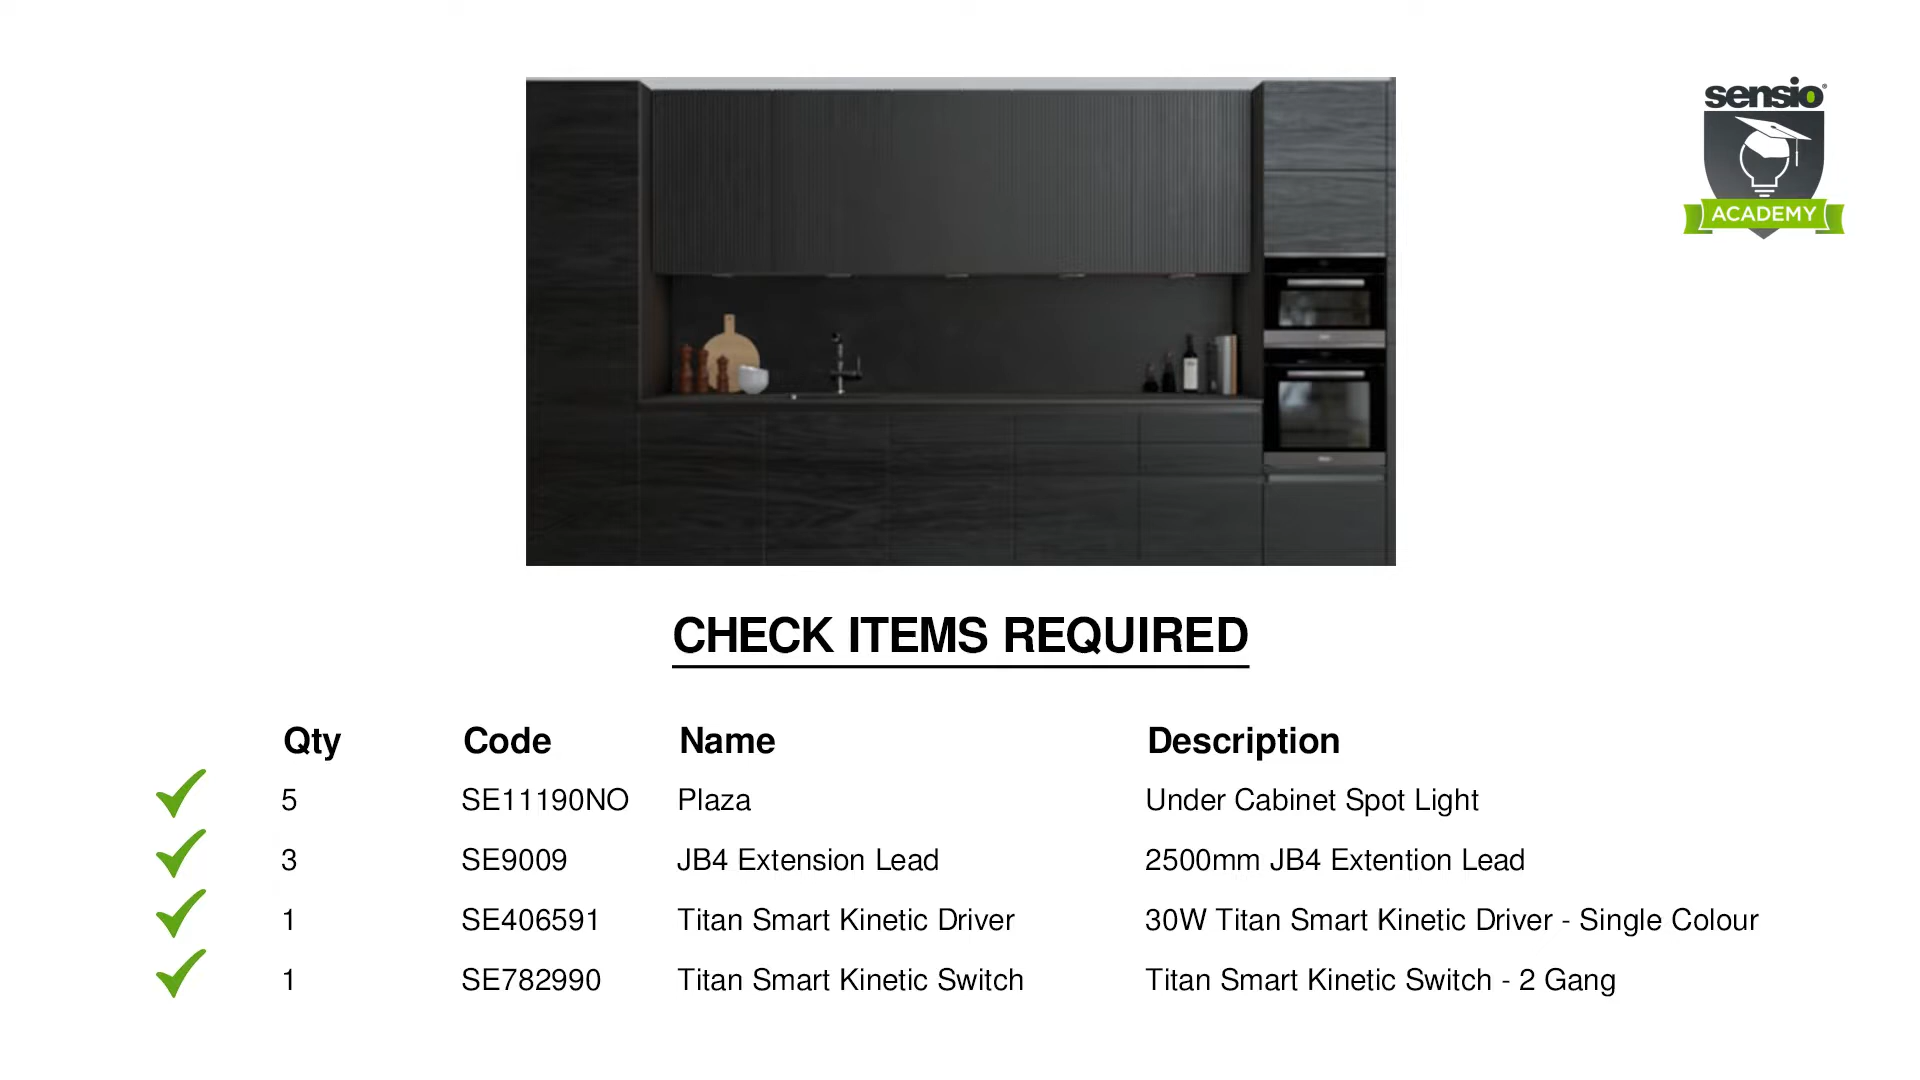 sensio
ACADEMY
CHECK ITEMS REQUIRED
Qty Code Name Description
5 SE11190NO Plaza Under Cabinet Spot Light
3 SE9009 JB4 Extension Lead 2500mm JB4 Extention Lead
1 SE406591 Titan Smart Kinetic Driver 30W Titan Smart Kinetic Driver - Single Colour
1 SE782990 Titan Smart Kinetic Switch Titan Smart Kinetic Switch - 2 Gang